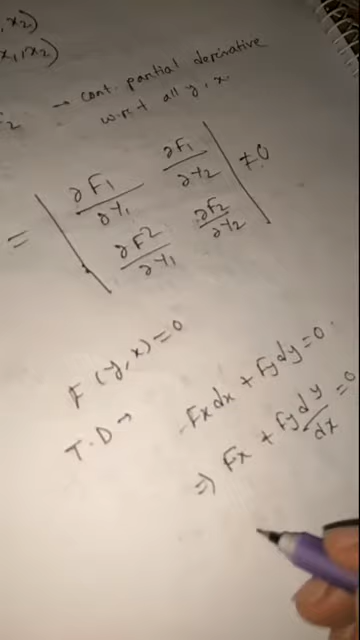 , x₂)
x₁, x₂)
F₂ → cont. partial derivative
w.r.t all y, x.
= | ∂F₁/∂Y₁ ∂F₁/∂Y₂ | ≠ 0
| ∂F²/∂Y₁ ∂F₂/∂Y₂ |
F(y, x) = 0
T.D → Fx dx + Fy dy = 0.
⇒ Fx + Fy dy/dx = 0